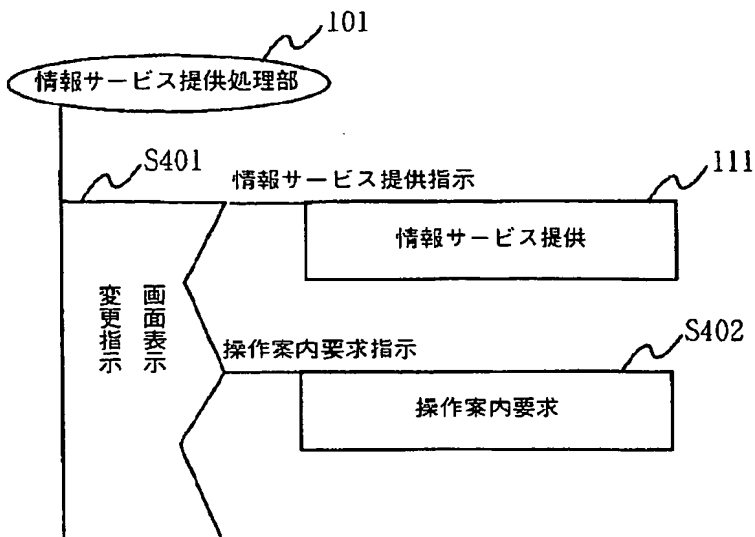 101
情報サービス提供処理部
S401
情報サービス提供指示
111
情報サービス提供
画面表示
変更指示
操作案内要求指示
S402
操作案内要求